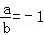 a/b = -1